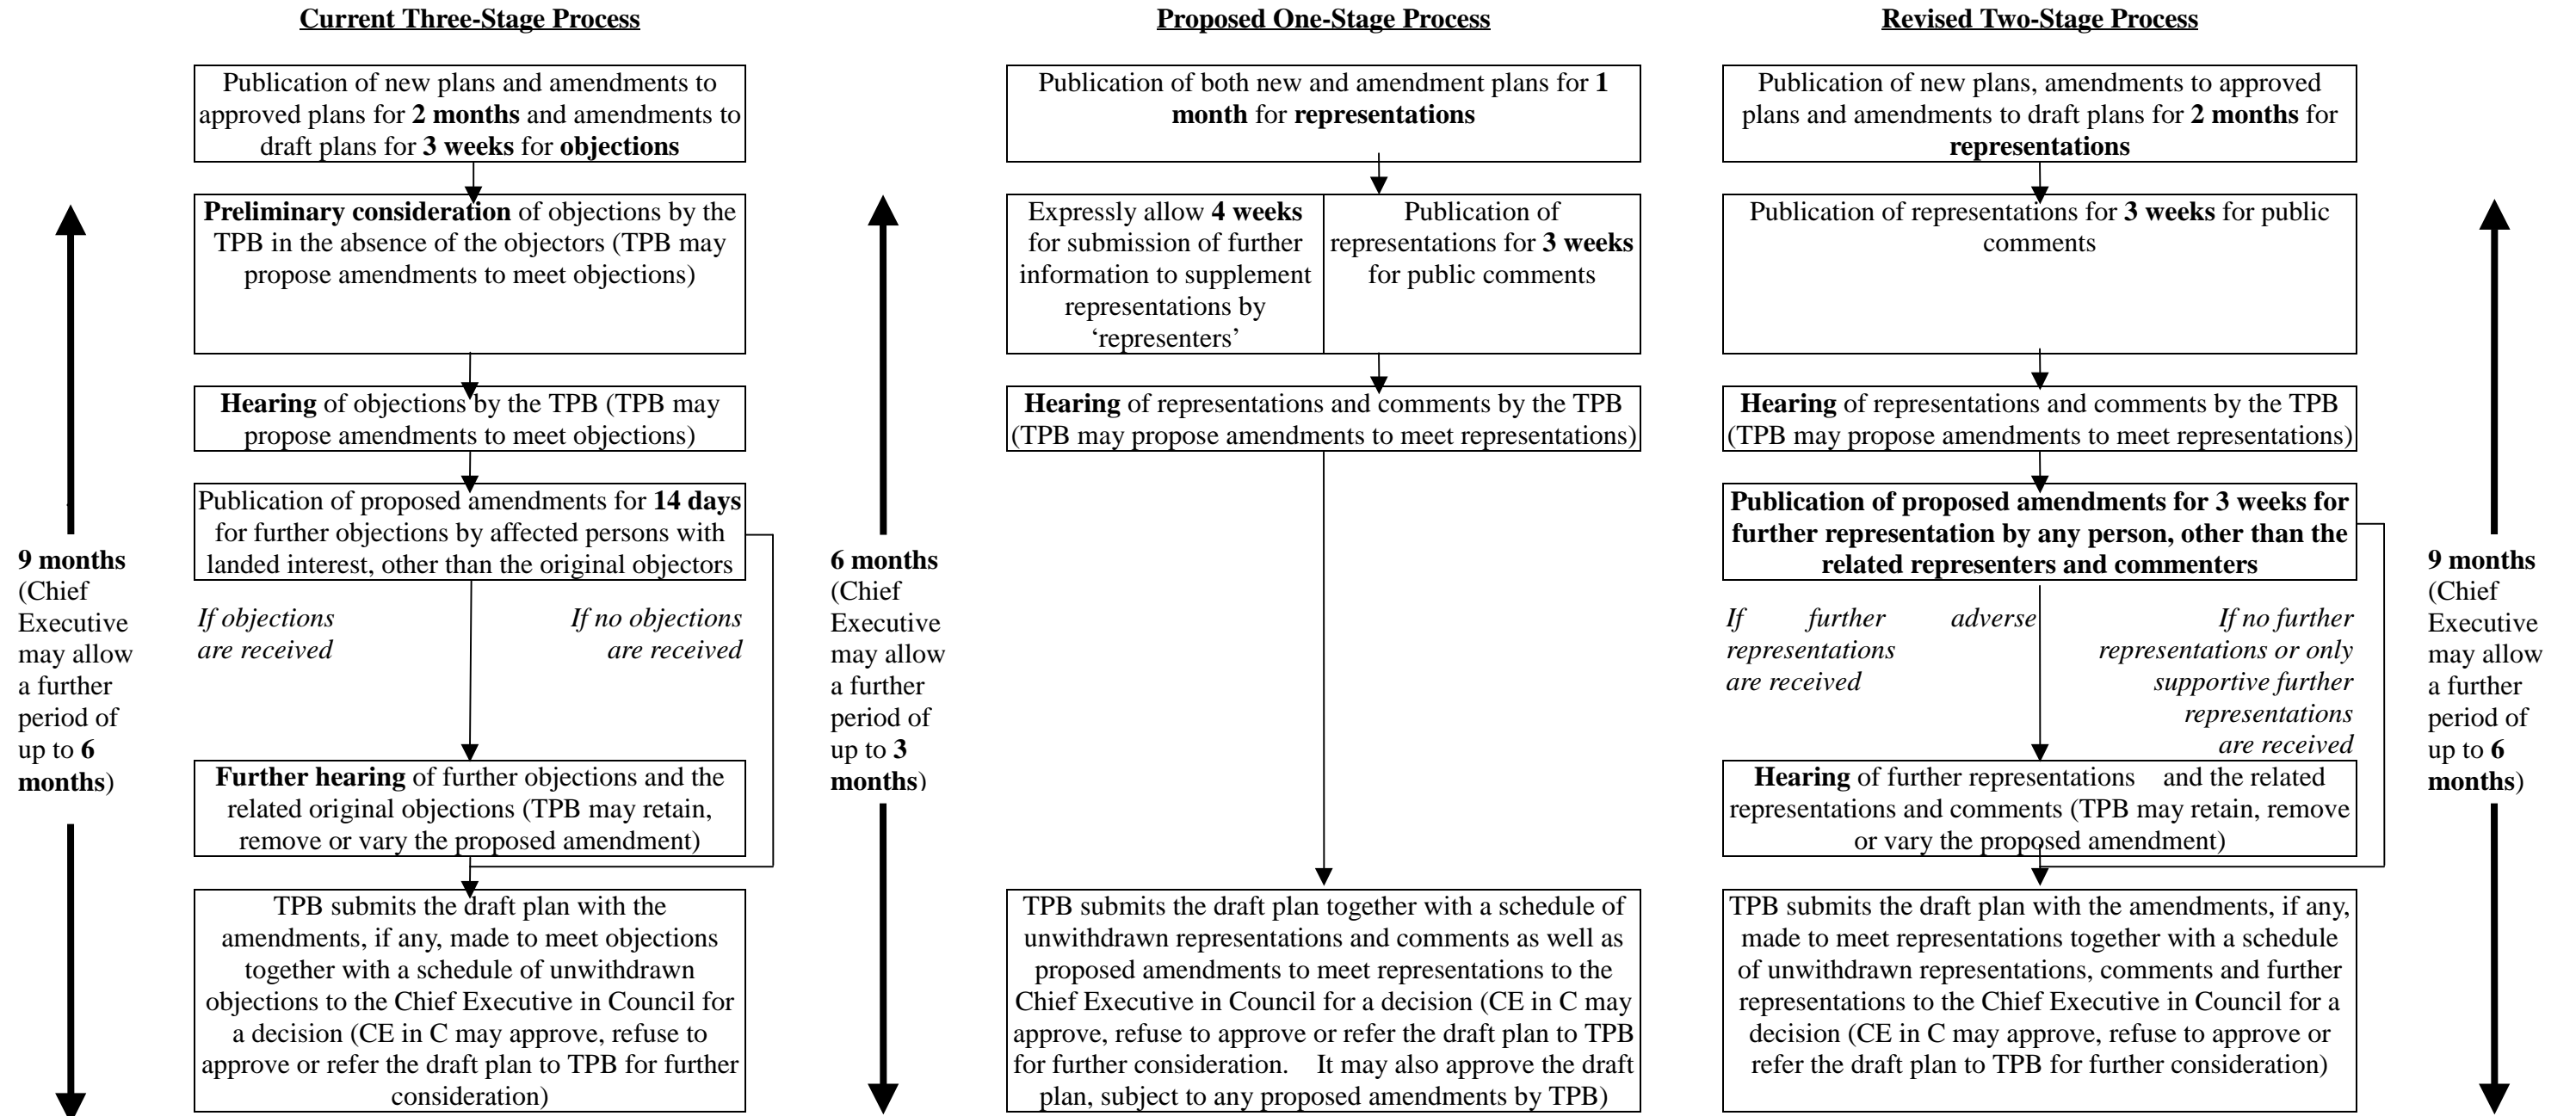 Current Three-Stage Process
Publication of new plans and amendments to
approved plans for 2 months and amendments to
draft plans for 3 weeks for objections
Preliminary consideration of objections by the
TPB in the absence of the objectors (TPB may
propose amendments to meet objections)
Hearing of objections by the TPB (TPB may
propose amendments to meet objections)
Publication of proposed amendments for 14 days
for further objections by affected persons with
landed interest, other than the original objectors
If objections
are received
If no objections
are received
Further hearing of further objections and the
related original objections (TPB may retain,
remove or vary the proposed amendment)
TPB submits the draft plan with the
amendments, if any, made to meet objections
together with a schedule of unwithdrawn
objections to the Chief Executive in Council for
a decision (CE in C may approve, refuse to
approve or refer the draft plan to TPB for further
consideration)
9 months
(Chief
Executive
may allow
a further
period of
up to 6
months)
Proposed One-Stage Process
Publication of both new and amendment plans for 1
month for representations
Expressly allow 4 weeks
for submission of further
information to supplement
representations by
‘representers’
Publication of
representations for 3 weeks
for public comments
Hearing of representations and comments by the TPB
(TPB may propose amendments to meet representations)
TPB submits the draft plan together with a schedule of
unwithdrawn representations and comments as well as
proposed amendments to meet representations to the
Chief Executive in Council for a decision (CE in C may
approve, refuse to approve or refer the draft plan to TPB
for further consideration. It may also approve the draft
plan, subject to any proposed amendments by TPB)
6 months
(Chief
Executive
may allow
a further
period of
up to 3
months)
Revised Two-Stage Process
Publication of new plans, amendments to approved
plans and amendments to draft plans for 2 months for
representations
Publication of representations for 3 weeks for public
comments
Hearing of representations and comments by the TPB
(TPB may propose amendments to meet representations)
Publication of proposed amendments for 3 weeks for
further representation by any person, other than the
related representers and commenters
If further adverse
representations
are received
If no further
representations or only
supportive further
representations
are received
Hearing of further representations and the related
representations and comments (TPB may retain, remove
or vary the proposed amendment)
TPB submits the draft plan with the amendments, if any,
made to meet representations together with a schedule
of unwithdrawn representations, comments and further
representations to the Chief Executive in Council for a
decision (CE in C may approve, refuse to approve or
refer the draft plan to TPB for further consideration)
9 months
(Chief
Executive
may allow
a further
period of
up to 6
months)